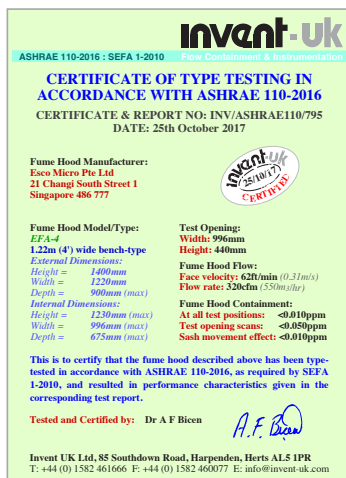 invent-uk
ASHRAE 110-2016 : SEFA 1-2010 Flow Containment & Instrumentation
CERTIFICATE OF TYPE TESTING IN
ACCORDANCE WITH ASHRAE 110-2016
CERTIFICATE & REPORT NO: INV/ASHRAE110/795
DATE: 25th October 2017
Fume Hood Manufacturer:
Esco Micro Pte Ltd
21 Changi South Street 1
Singapore 486 777
invent-uk
25/10/17
CERTIFIED
Fume Hood Model/Type:
EFA-4
1.22m (4') wide bench-type
External Dimensions:
Height = 1400mm
Width = 1220mm
Depth = 900mm (max)
Internal Dimensions:
Height = 1230mm (max)
Width = 996mm (max)
Depth = 675mm (max)
Test Opening:
Width: 996mm
Height: 440mm
Fume Hood Flow:
Face velocity: 62ft/min (0.31m/s)
Flow rate: 320cfm (550m3/hr)
Fume Hood Containment:
At all test positions: <0.010ppm
Test opening scans: <0.050ppm
Sash movement effect: <0.010ppm
This is to certify that the fume hood described above has been type-
tested in accordance with ASHRAE 110-2016, as required by SEFA
1-2010, and resulted in performance characteristics given in the
corresponding test report.
Tested and Certified by: Dr A F Bicen
A.F. Bicen
Invent UK Ltd, 85 Southdown Road, Harpenden, Herts AL5 1PR
T: +44 (0) 1582 461666 F: +44 (0) 1582 460077 E: info@invent-uk.com